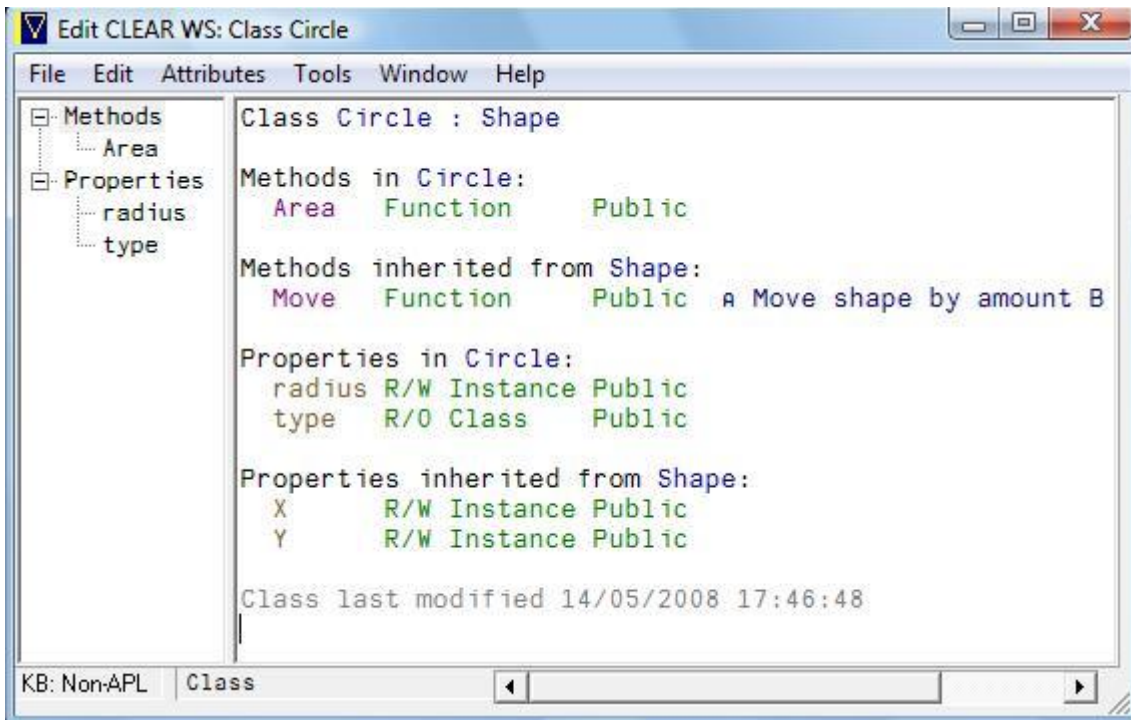 Edit CLEAR WS: Class Circle
File Edit Attributes Tools Window Help
Methods
Area
Properties
radius
type
Class Circle : Shape
Methods in Circle:
Area Function Public
Methods inherited from Shape:
Move Function Public ⍝ Move shape by amount B
Properties in Circle:
radius R/W Instance Public
type R/O Class Public
Properties inherited from Shape:
X R/W Instance Public
Y R/W Instance Public
Class last modified 14/05/2008 17:46:48
KB: Non-APL Class